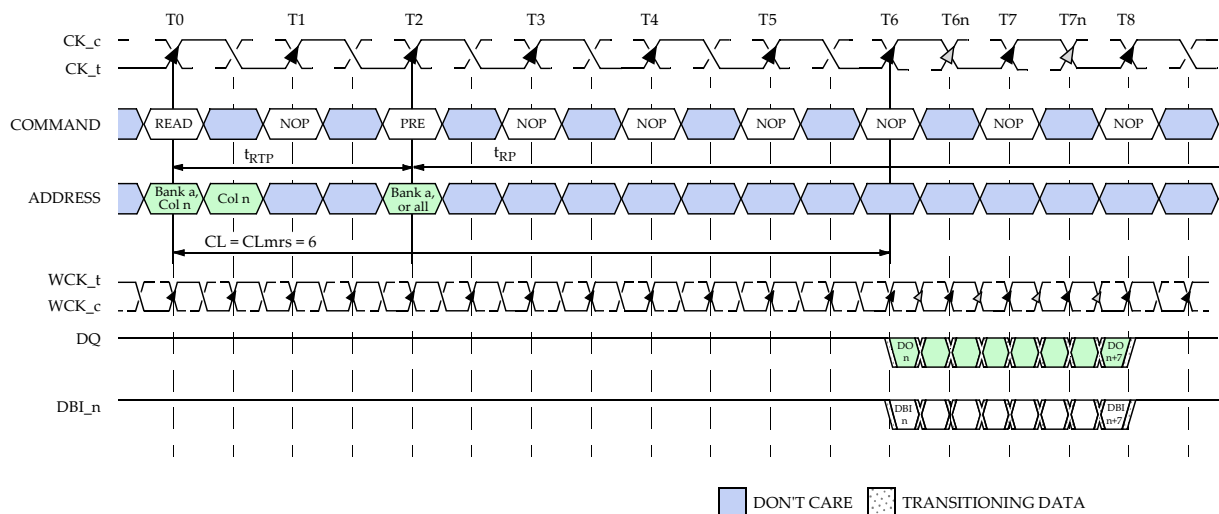 T0 T1 T2 T3 T4 T5 T6 T6n T7 T7n T8
CK_c
CK_t
COMMAND READ NOP PRE NOP NOP NOP NOP NOP NOP
tRTP tRP
ADDRESS Bank a, Col n Col n Bank a, or all
CL = CLmrs = 6
WCK_t
WCK_c
DQ DO n DO n+7
DBI_n DBI n DBI n+7
DON'T CARE TRANSITIONING DATA